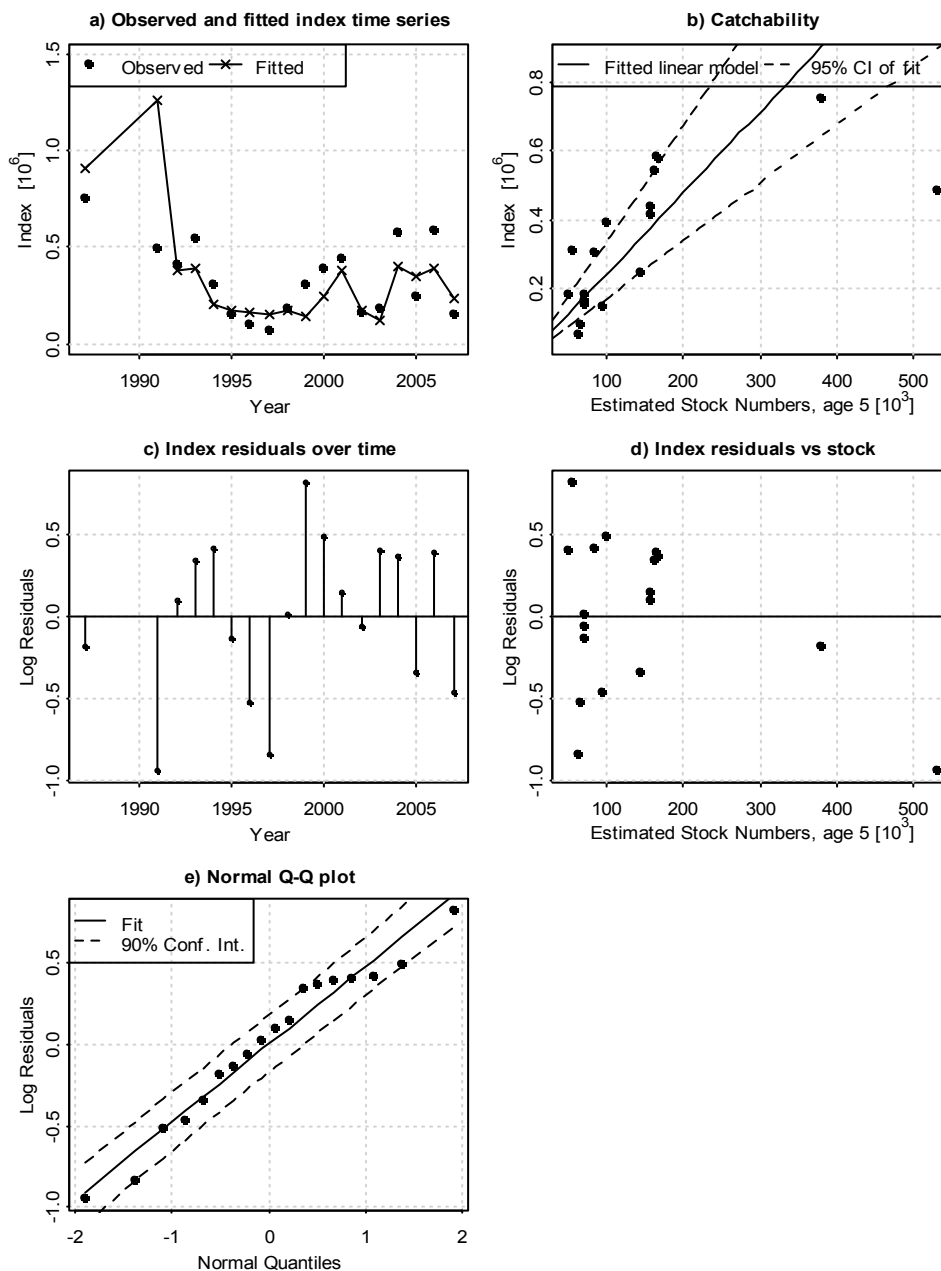 a) Observed and fitted index time series
Observed Fitted
Index [10^6]
0.0 0.5 1.0 1.5
1990 1995 2000 2005
Year
b) Catchability
Fitted linear model 95% CI of fit
Index [10^6]
0.2 0.4 0.6 0.8
100 200 300 400 500
Estimated Stock Numbers, age 5 [10^3]
c) Index residuals over time
Log Residuals
-1.0 -0.5 0.0 0.5
1990 1995 2000 2005
Year
d) Index residuals vs stock
Log Residuals
-1.0 -0.5 0.0 0.5
100 200 300 400 500
Estimated Stock Numbers, age 5 [10^3]
e) Normal Q-Q plot
Fit
90% Conf. Int.
Log Residuals
-1.0 -0.5 0.0 0.5
-2 -1 0 1 2
Normal Quantiles